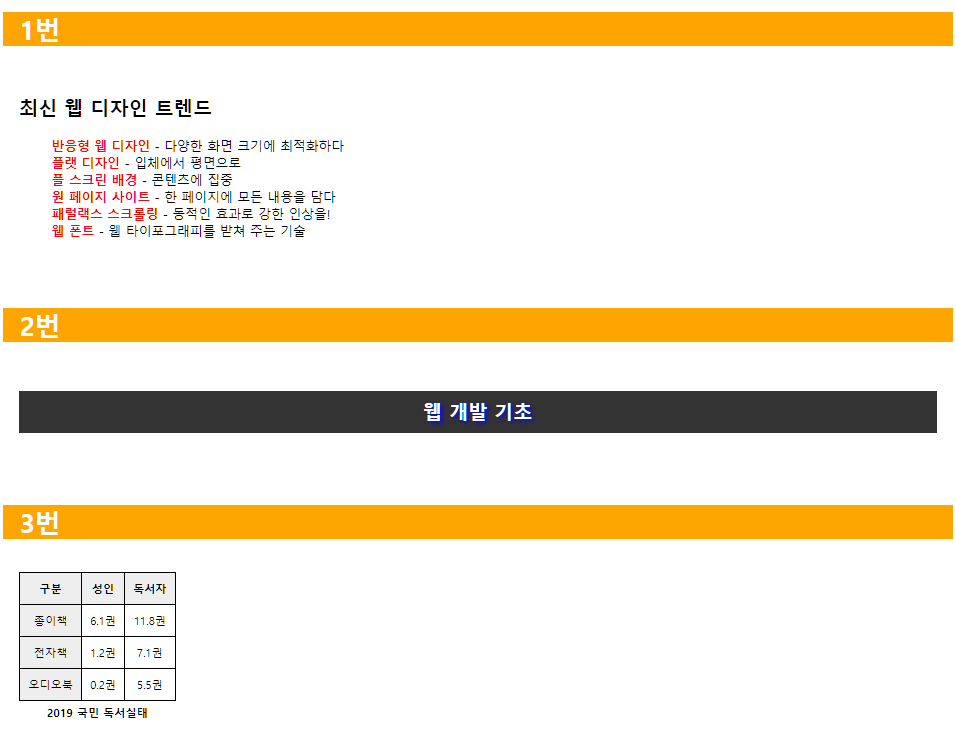 1번
최신 웹 디자인 트렌드
반응형 웹 디자인 - 다양한 화면 크기에 최적화하다
플랫 디자인 - 입체에서 평면으로
플 스크린 배경 - 콘텐츠에 집중
원 페이지 사이트 - 한 페이지에 모든 내용을 담다
패럴랙스 스크롤링 - 동적인 효과로 강한 인상을!
웹 폰트 - 웹 타이포그래피를 받쳐 주는 기술
2번
웹 개발 기초
3번
구분 성인 독서자
종이책 6.1권 11.8권
전자책 1.2권 7.1권
오디오북 0.2권 5.5권
2019 국민 독서실태